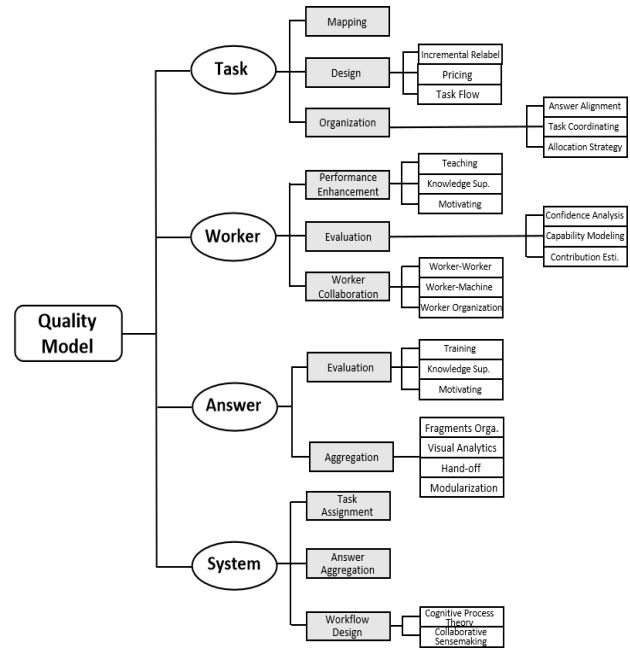 Quality
Model
Task
Mapping
Design
Incremental Relabel
Pricing
Task Flow
Organization
Answer Alignment
Task Coordinating
Allocation Strategy
Worker
Performance
Enhancement
Teaching
Knowledge Sup.
Motivating
Evaluation
Confidence Analysis
Capability Modeling
Contribution Esti.
Worker
Collaboration
Worker-Worker
Worker-Machine
Worker Organization
Answer
Evaluation
Training
Knowledge Sup.
Motivating
Aggregation
Fragments Orga.
Visual Analytics
Hand-off
Modularization
System
Task
Assignment
Answer
Aggregation
Workflow
Design
Cognitive Process
Theory
Collaborative
Sensemaking